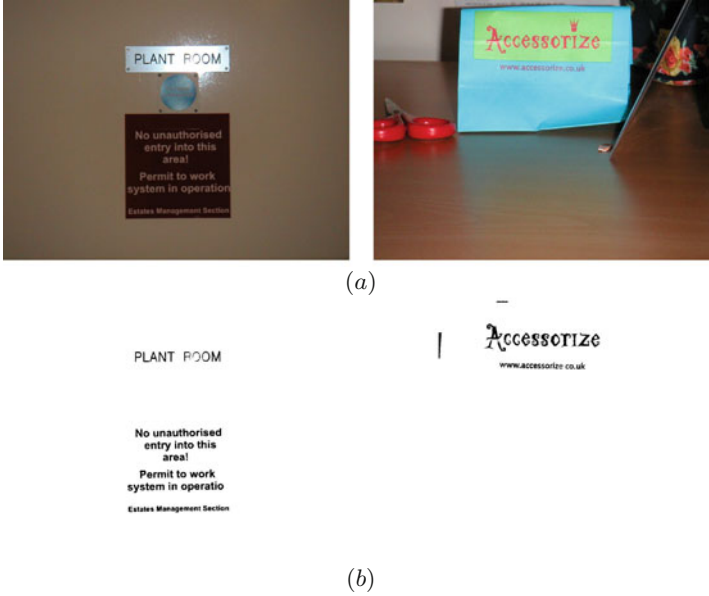 PLANT ROOM
No unauthorised
entry into this
area!
Permit to work
system in operation
Estates Management Section
Accessorize
www.accessorize.co.uk
(a)
PLANT ROOM
No unauthorised
entry into this
area!
Permit to work
system in operatio
Estates Management Section
Accessorize
www.accessorize.co.uk
(b)